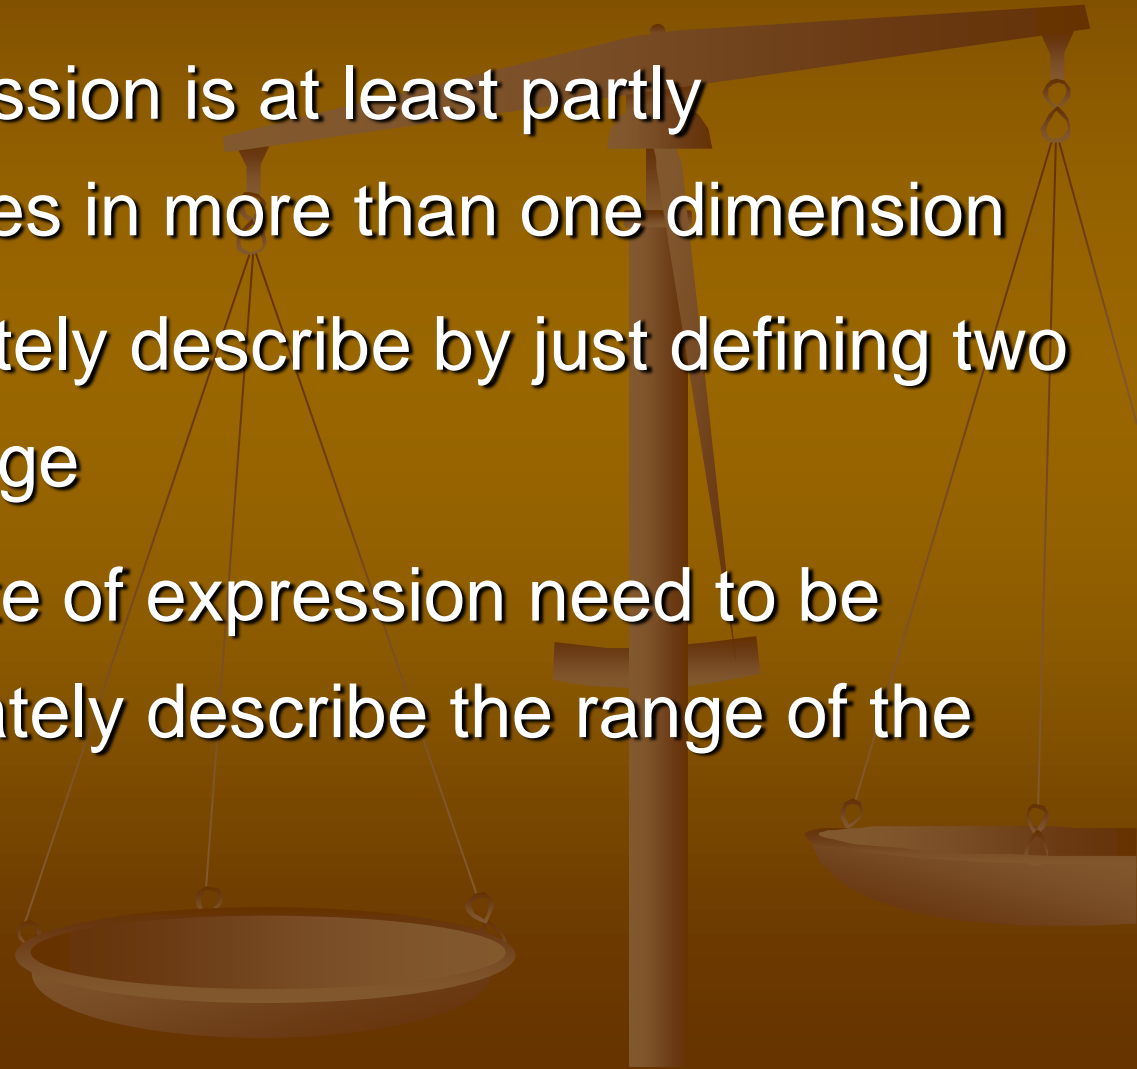 ssion is at least partly
es in more than one dimension
tely describe by just defining two
ge
te of expression need to be
ately describe the range of the